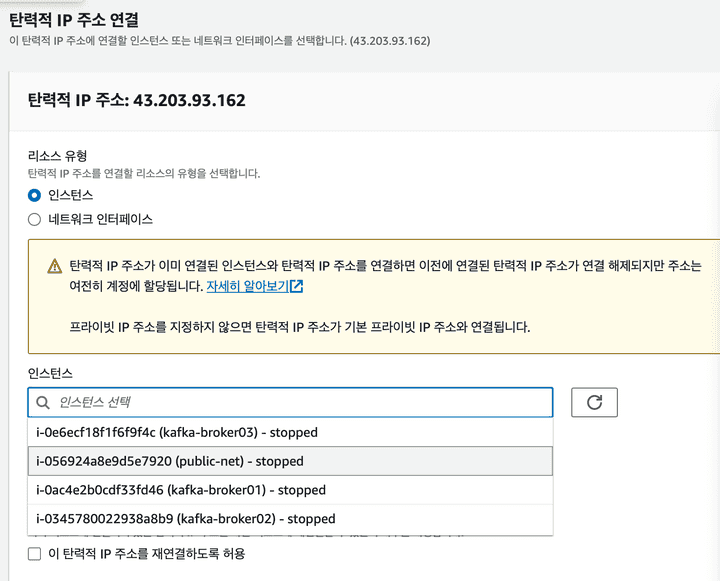 탄력적 IP 주소 연결
이 탄력적 IP 주소에 연결할 인스턴스 또는 네트워크 인터페이스를 선택합니다. (43.203.93.162)
탄력적 IP 주소: 43.203.93.162
리소스 유형
탄력적 IP 주소를 연결할 리소스의 유형을 선택합니다.
인스턴스
네트워크 인터페이스
탄력적 IP 주소가 이미 연결된 인스턴스와 탄력적 IP 주소를 연결하면 이전에 연결된 탄력적 IP 주소가 연결 해제되지만 주소는
여전히 계정에 할당됩니다. 자세히 알아보기
프라이빗 IP 주소를 지정하지 않으면 탄력적 IP 주소가 기본 프라이빗 IP 주소와 연결됩니다.
인스턴스
인스턴스 선택
i-0e6ecf18f1f6f9f4c (kafka-broker03) - stopped
i-056924a8e9d5e7920 (public-net) - stopped
i-0ac4e2b0cdf33fd46 (kafka-broker01) - stopped
i-0345780022938a8b9 (kafka-broker02) - stopped
이 탄력적 IP 주소를 재연결하도록 허용